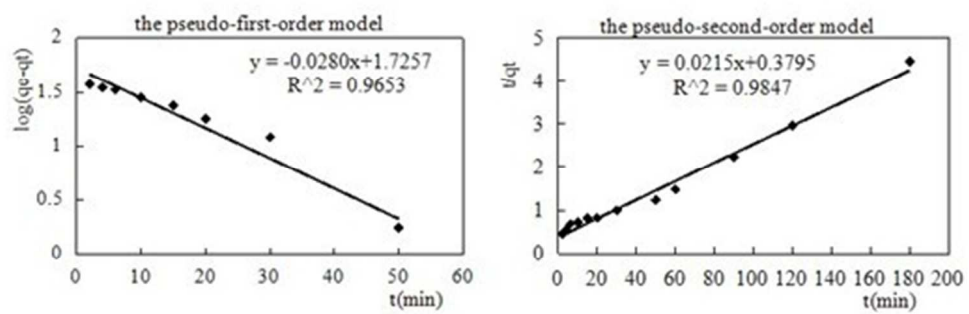 the pseudo-first-order model
y = -0.0280x+1.7257
R^2 = 0.9653
log(qe-qt)
2
1.5
1
0.5
0
0 10 20 30 40 50 60
t(min)
the pseudo-second-order model
y = 0.0215x+0.3795
R^2 = 0.9847
t/qt
5
4
3
2
1
0
0 20 40 60 80 100 120 140 160 180 200
t(min)